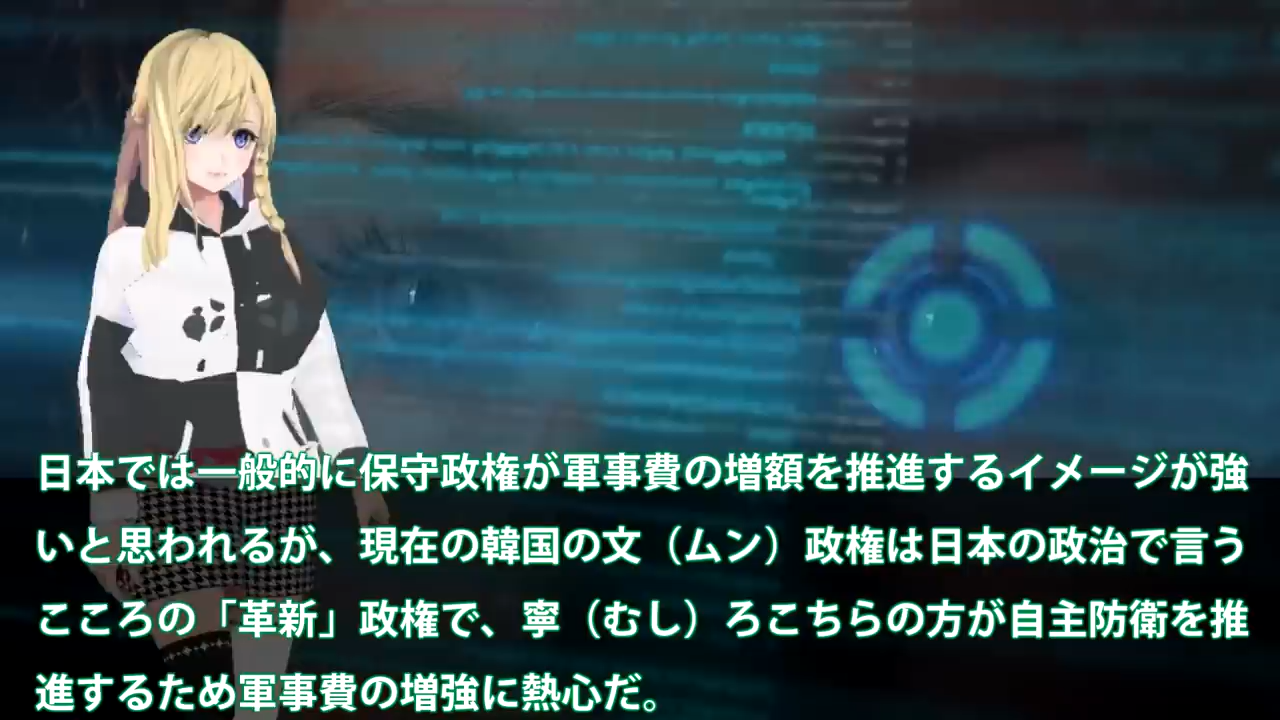 日本では一般的に保守政権が軍事費の増額を推進するイメージが強
いと思われるが、現在の韓国の文（ムン）政権は日本の政治で言う
こころの「革新」政権で、寧（むし）ろこちらの方が自主防衛を推
進するため軍事費の増強に熱心だ。